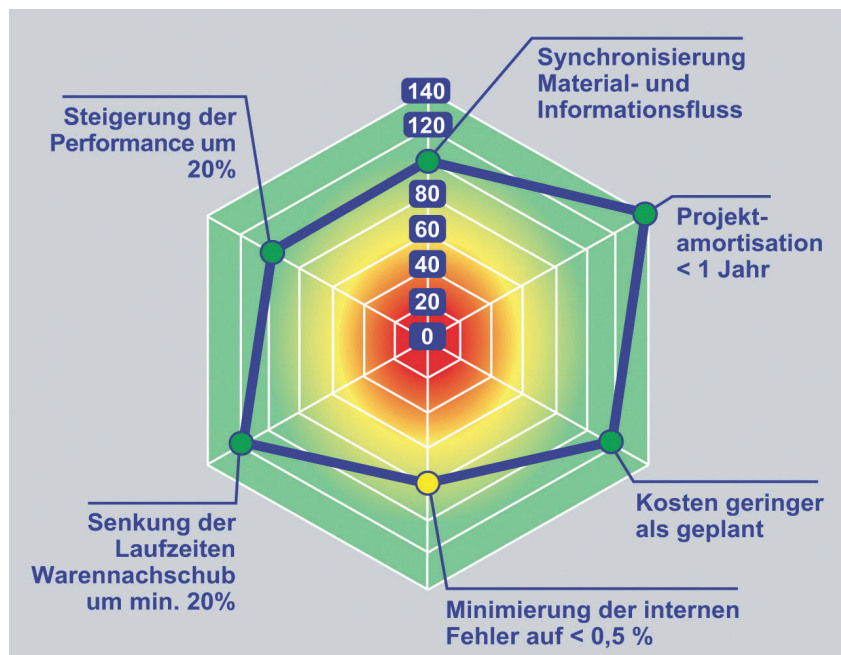 Synchronisierung
Material- und
Informationsfluss
Steigerung der
Performance um
20%
140
120
80
60
40
20
0
Projekt-
amortisation
< 1 Jahr
Kosten geringer
als geplant
Senkung der
Laufzeiten
Warennachschub
um min. 20%
Minimierung der internen
Fehler auf < 0,5 %